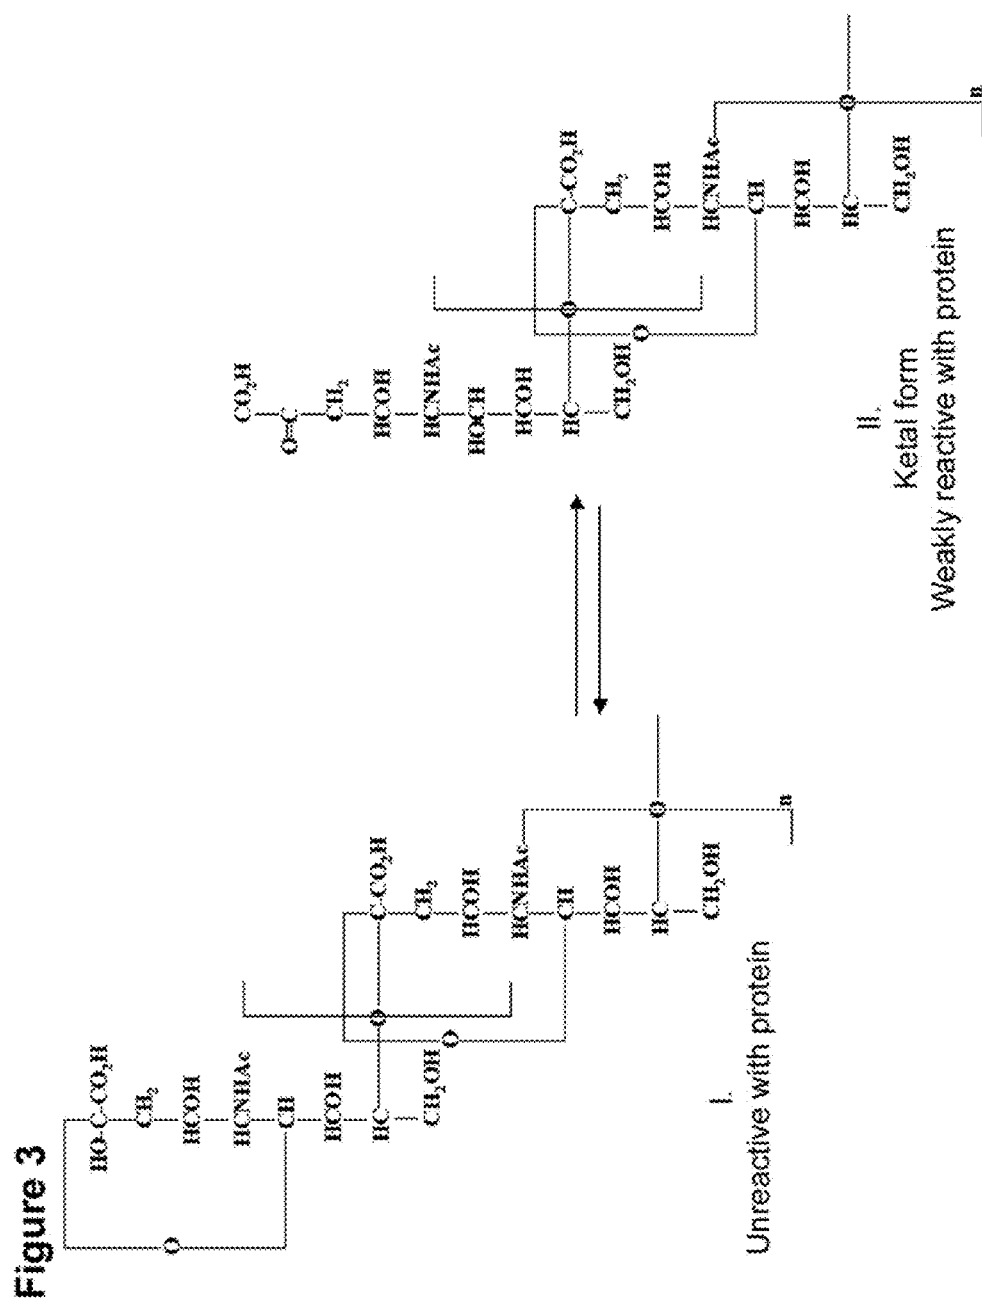 Figure 3
HO-C-CO₂H
CH₂
HCOH
HCNHAc
CH
HCOH
HC
CH₂OH
O
O
O
C-CO₂H
CH₂
HCOH
HCNHAc
CH
HCOH
HC
CH₂OH
O
n
I.
Unreactive with protein
CO₂H
O=C
CH₂
HCOH
HCNHAc
HOCH
HCOH
HC
CH₂OH
O
O
C-CO₂H
CH₂
HCOH
HCNHAc
CH
HCOH
HC
CH₂OH
O
n
II.
Ketal form
Weakly reactive with protein